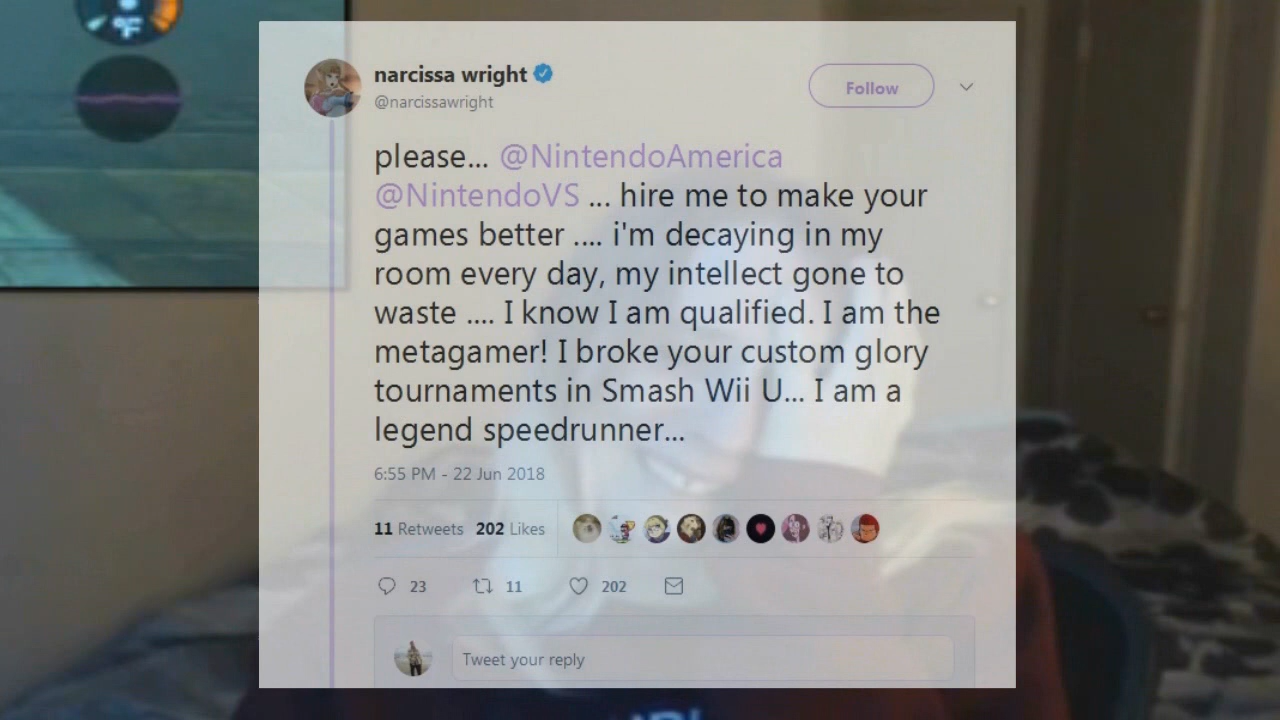 °F
narcissa wright
@narcissawright
Follow
please... @NintendoAmerica
@NintendoVS ... hire me to make your
games better .... i'm decaying in my
room every day, my intellect gone to
waste .... I know I am qualified. I am the
metagamer! I broke your custom glory
tournaments in Smash Wii U... I am a
legend speedrunner...
6:55 PM - 22 Jun 2018
11 Retweets 202 Likes
23 11 202
Tweet your reply